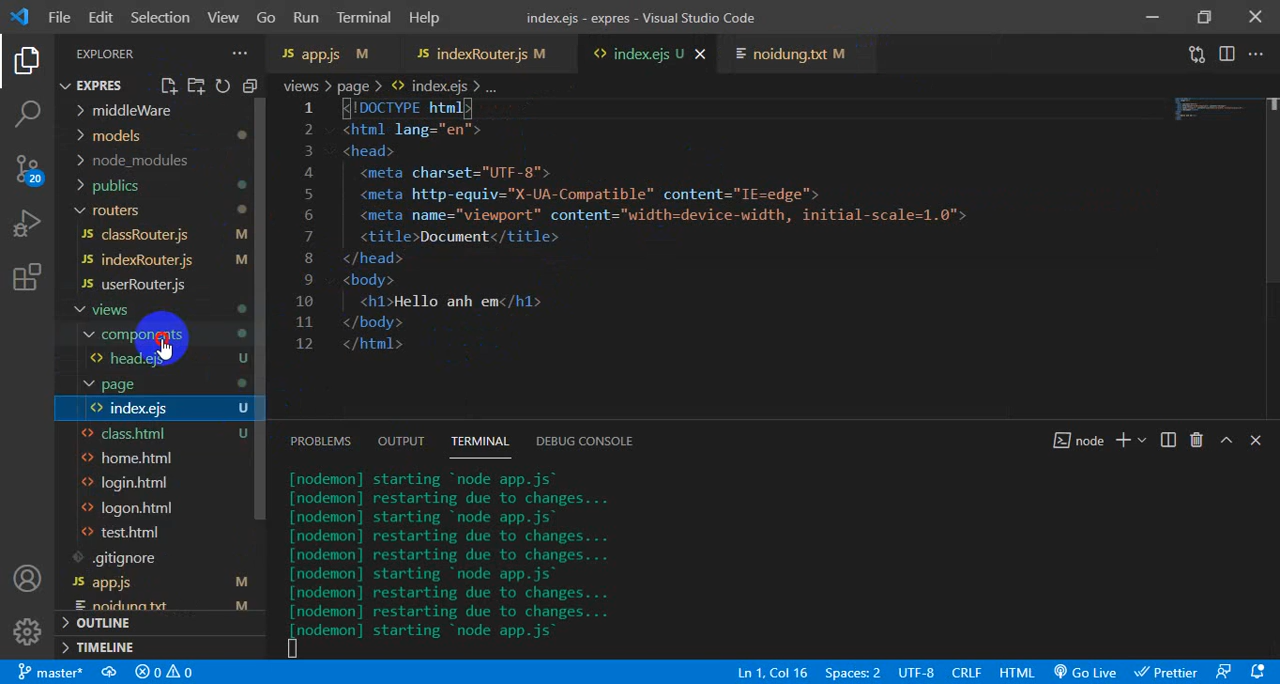 File Edit Selection View Go Run Terminal Help index.ejs - expres - Visual Studio Code
EXPLORER
EXPRES
middleWare
models
node_modules
publics
routers
JS classRouter.js M
JS indexRouter.js M
JS userRouter.js
views
components
head.ejs U
page
index.ejs U
class.html U
home.html
login.html
logon.html
test.html
.gitignore
JS app.js M
noidung.txt M
OUTLINE
TIMELINE
20
JS app.js M JS indexRouter.js M index.ejs U noidung.txt M
views > page > index.ejs > ...
1 <!DOCTYPE html>
2 <html lang="en">
3 <head>
4 <meta charset="UTF-8">
5 <meta http-equiv="X-UA-Compatible" content="IE=edge">
6 <meta name="viewport" content="width=device-width, initial-scale=1.0">
7 <title>Document</title>
8 </head>
9 <body>
10 <h1>Hello anh em</h1>
11 </body>
12 </html>
PROBLEMS OUTPUT TERMINAL DEBUG CONSOLE node
[nodemon] starting `node app.js`
[nodemon] restarting due to changes...
[nodemon] starting `node app.js`
[nodemon] restarting due to changes...
[nodemon] restarting due to changes...
[nodemon] starting `node app.js`
[nodemon] restarting due to changes...
[nodemon] restarting due to changes...
[nodemon] starting `node app.js`
master* 0 0 Ln 1, Col 16 Spaces: 2 UTF-8 CRLF HTML Go Live Prettier